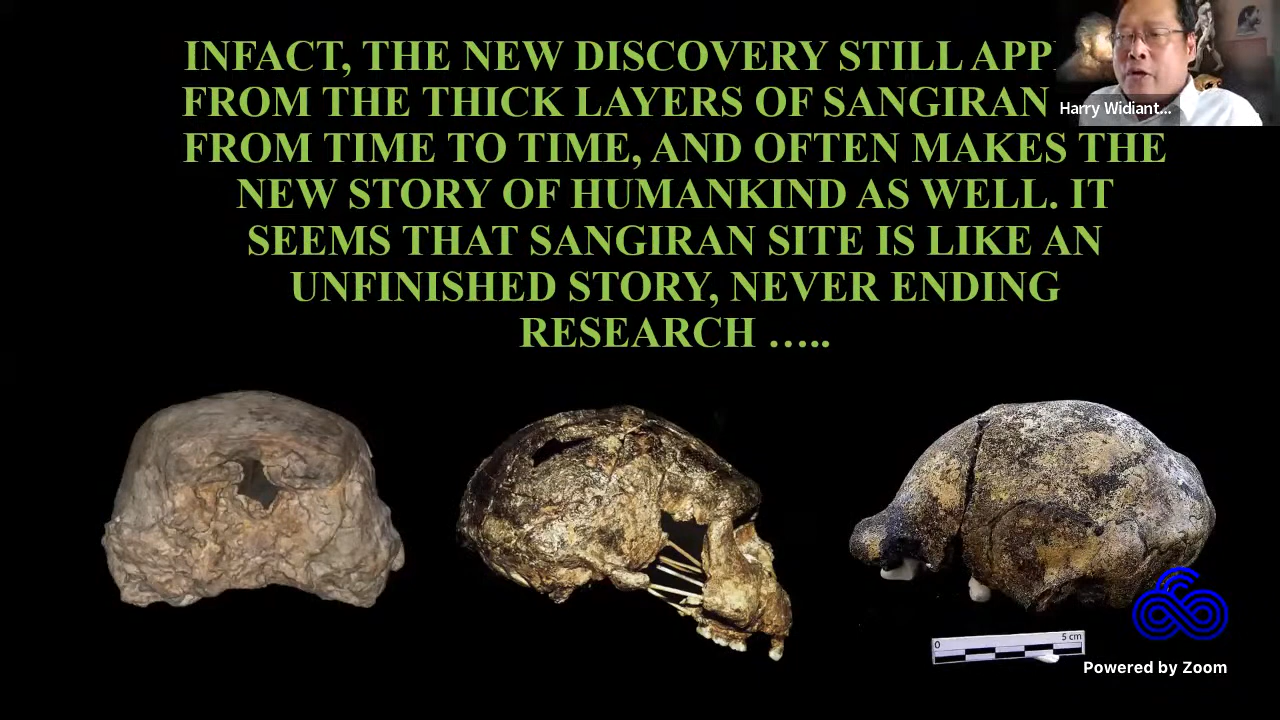 INFACT, THE NEW DISCOVERY STILL APP
FROM THE THICK LAYERS OF SANGIRAN
FROM TIME TO TIME, AND OFTEN MAKES THE
NEW STORY OF HUMANKIND AS WELL. IT
SEEMS THAT SANGIRAN SITE IS LIKE AN
UNFINISHED STORY, NEVER ENDING
RESEARCH …..
Harry Widiant...
0 5 cm
Powered by Zoom